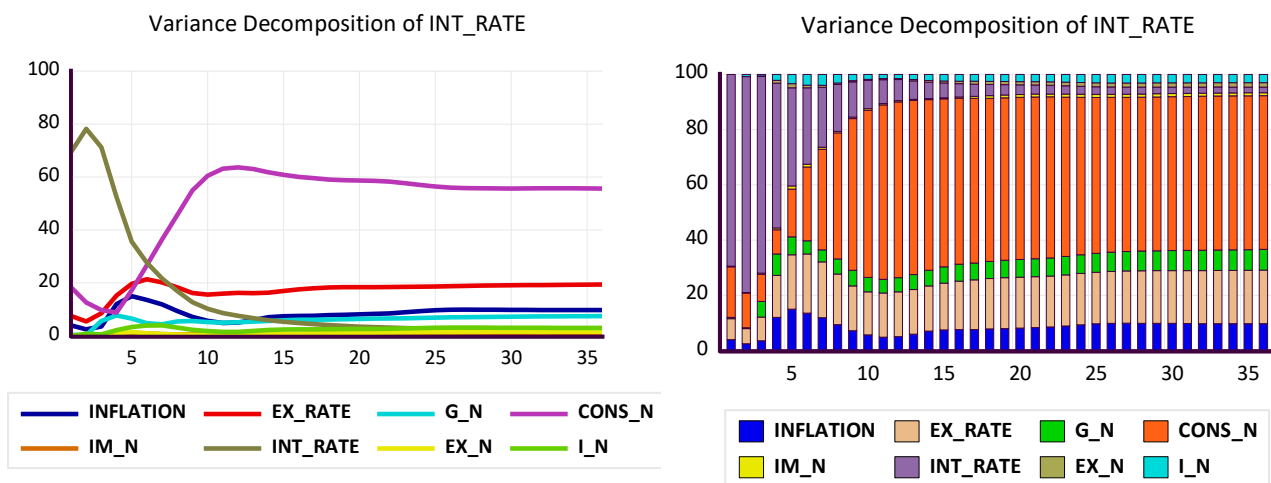 Variance Decomposition of INT_RATE
100
80
60
40
20
0
5 10 15 20 25 30 35
INFLATION EX_RATE G_N CONS_N
IM_N INT_RATE EX_N I_N
Variance Decomposition of INT_RATE
100
80
60
40
20
0
5 10 15 20 25 30 35
INFLATION EX_RATE G_N CONS_N
IM_N INT_RATE EX_N I_N